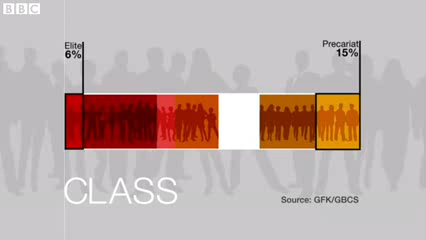 BBC
Elite
6%
Precariat
15%
CLASS
Source: GFK/GBCS